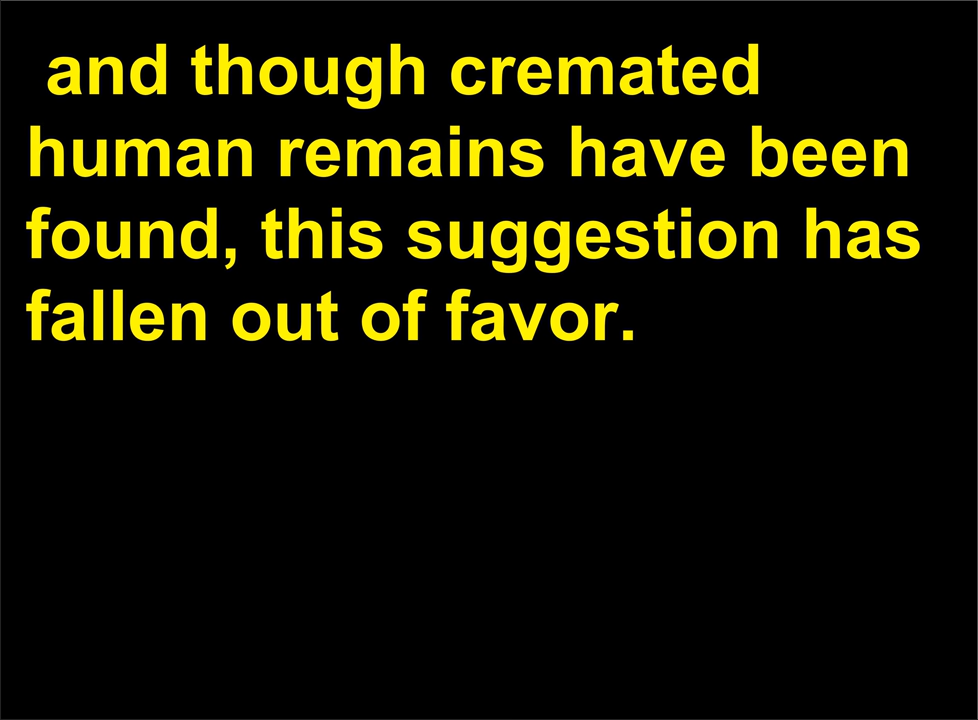 and though cremated
human remains have been
found, this suggestion has
fallen out of favor.